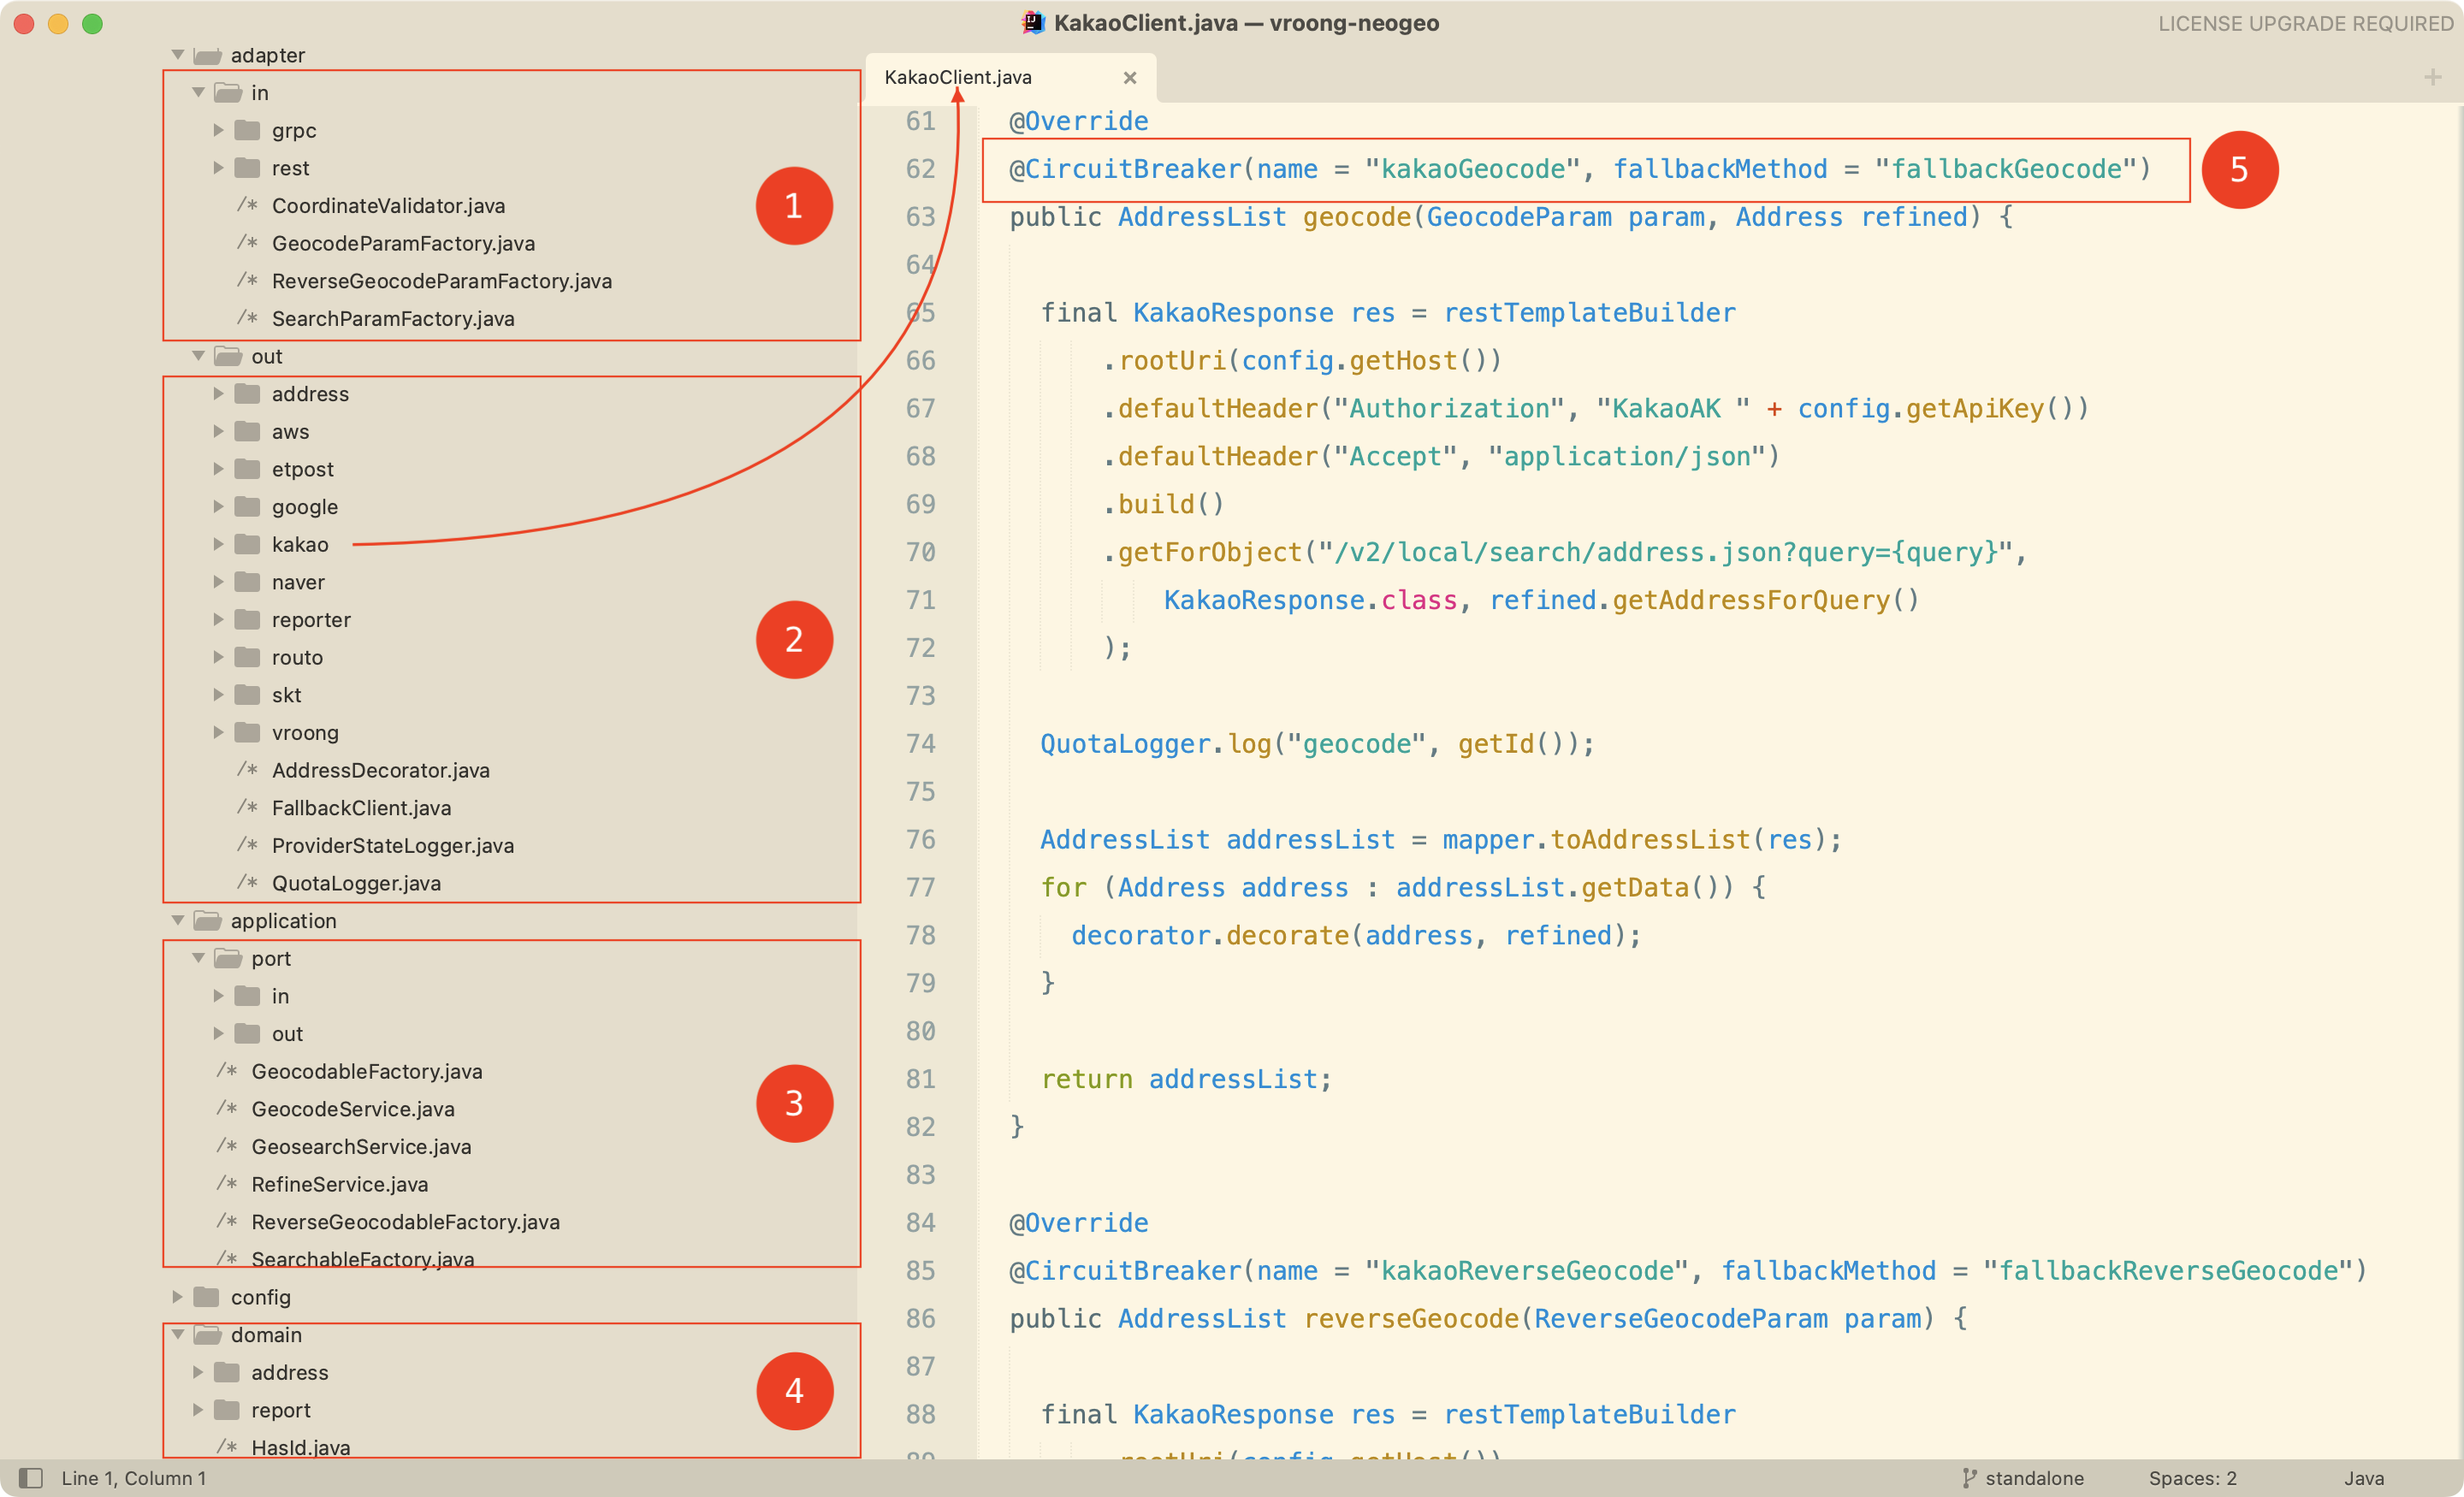 KakaoClient.java — vroong-neogeo
LICENSE UPGRADE REQUIRED
adapter
in
grpc
rest
/* CoordinateValidator.java
/* GeocodeParamFactory.java
/* ReverseGeocodeParamFactory.java
/* SearchParamFactory.java
1
out
address
aws
etpost
google
kakao
naver
reporter
routo
skt
vroong
/* AddressDecorator.java
/* FallbackClient.java
/* ProviderStateLogger.java
/* QuotaLogger.java
2
application
port
in
out
/* GeocodableFactory.java
/* GeocodeService.java
/* GeosearchService.java
/* RefineService.java
/* ReverseGeocodableFactory.java
/* SearchableFactory.java
3
config
domain
address
report
/* HasId.java
4
KakaoClient.java ×
+
61 @Override
62 @CircuitBreaker(name = "kakaoGeocode", fallbackMethod = "fallbackGeocode")
5
63 public AddressList geocode(GeocodeParam param, Address refined) {
64
65 final KakaoResponse res = restTemplateBuilder
66 .rootUri(config.getHost())
67 .defaultHeader("Authorization", "KakaoAK " + config.getApiKey())
68 .defaultHeader("Accept", "application/json")
69 .build()
70 .getForObject("/v2/local/search/address.json?query={query}",
71 KakaoResponse.class, refined.getAddressForQuery()
72 );
73
74 QuotaLogger.log("geocode", getId());
75
76 AddressList addressList = mapper.toAddressList(res);
77 for (Address address : addressList.getData()) {
78 decorator.decorate(address, refined);
79 }
80
81 return addressList;
82 }
83
84 @Override
85 @CircuitBreaker(name = "kakaoReverseGeocode", fallbackMethod = "fallbackReverseGeocode")
86 public AddressList reverseGeocode(ReverseGeocodeParam param) {
87
88 final KakaoResponse res = restTemplateBuilder
89 .rootUri(config.getHost())
Line 1, Column 1
standalone
Spaces: 2
Java